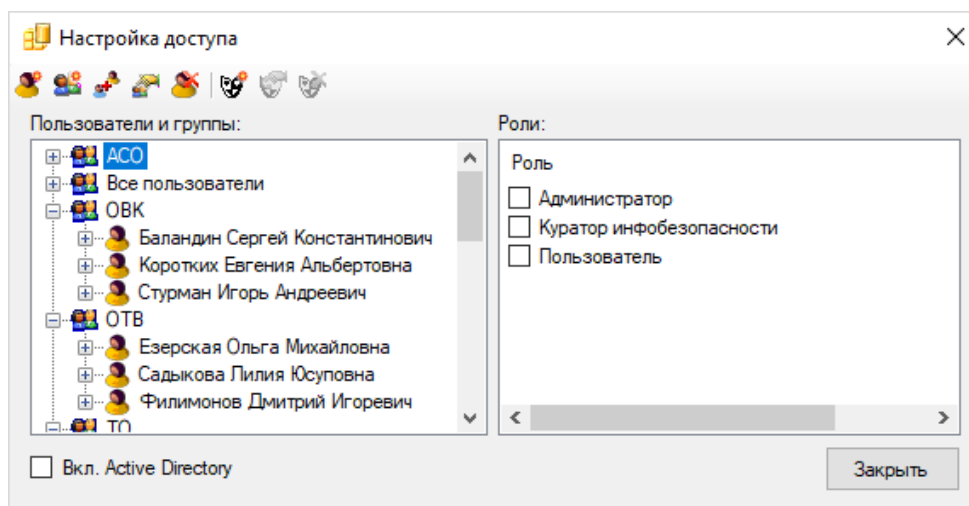 Настройка доступа
Пользователи и группы:
АСО
Все пользователи
ОВК
Баландин Сергей Константинович
Коротких Евгения Альбертовна
Стурман Игорь Андреевич
ОТВ
Езерская Ольга Михайловна
Садыкова Лилия Юсуповна
Филимонов Дмитрий Игоревич
ТО
Роли:
Роль
Администратор
Куратор инфобезопасности
Пользователь
Вкл. Active Directory
Закрыть